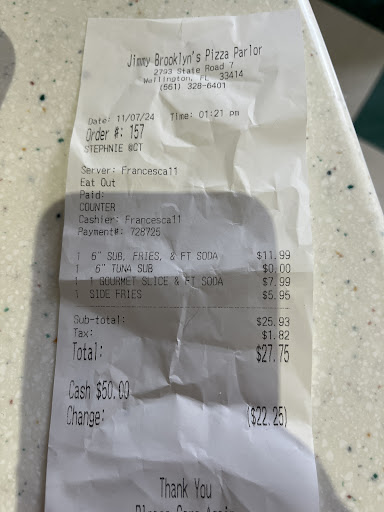 Jimmy Brooklyn's Pizza Parlor
2793 State Road 7
Wellington, FL 33414
(561) 328-6401
Date: 11/07/24 Time: 01:21 pm
Order #: 157
STEPHNIE @CT
Server: Francesca11
Eat Out
Paid:
COUNTER
Cashier: Francesca11
Payment#: 728725
1 6" SUB, FRIES, & FT SODA $11.99
1 6" TUNA SUB $0.00
1 1 GOURMET SLICE & FT SODA $7.99
1 SIDE FRIES $5.95
Sub-total: $25.93
Tax: $1.82
Total: $27.75
Cash $50.00
Change: ($22.25)
Thank You
Please Come Again